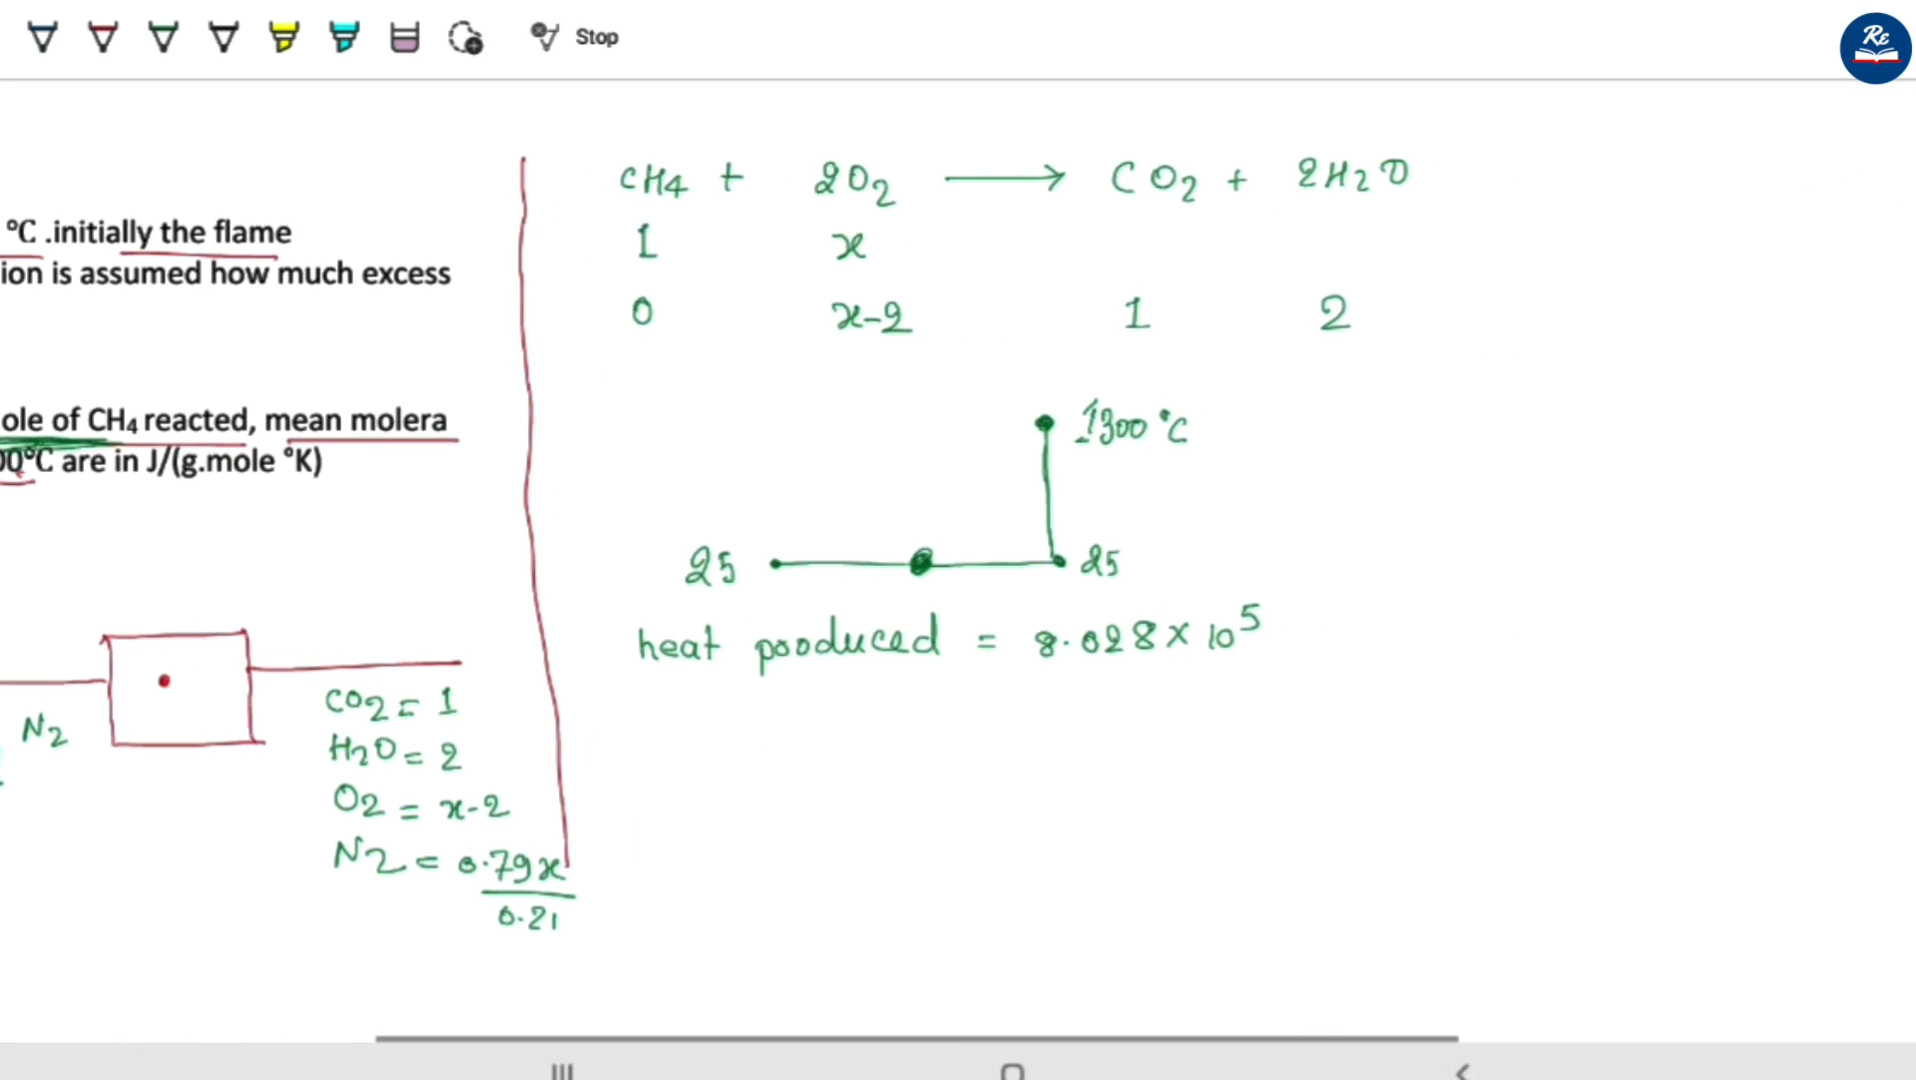 Stop
Re
°C .initially the flame
ion is assumed how much excess
ole of CH4 reacted, mean molera
00°C are in J/(g.mole °K)
N2
CO2 = 1
H2O = 2
O2 = x-2
N2 = 0.79x
0.21
CH4 + 2O2 ⟶ CO2 + 2H2O
1 x
0 x-2 1 2
1300 °C
25 25
heat produced = 8.028 × 10^5